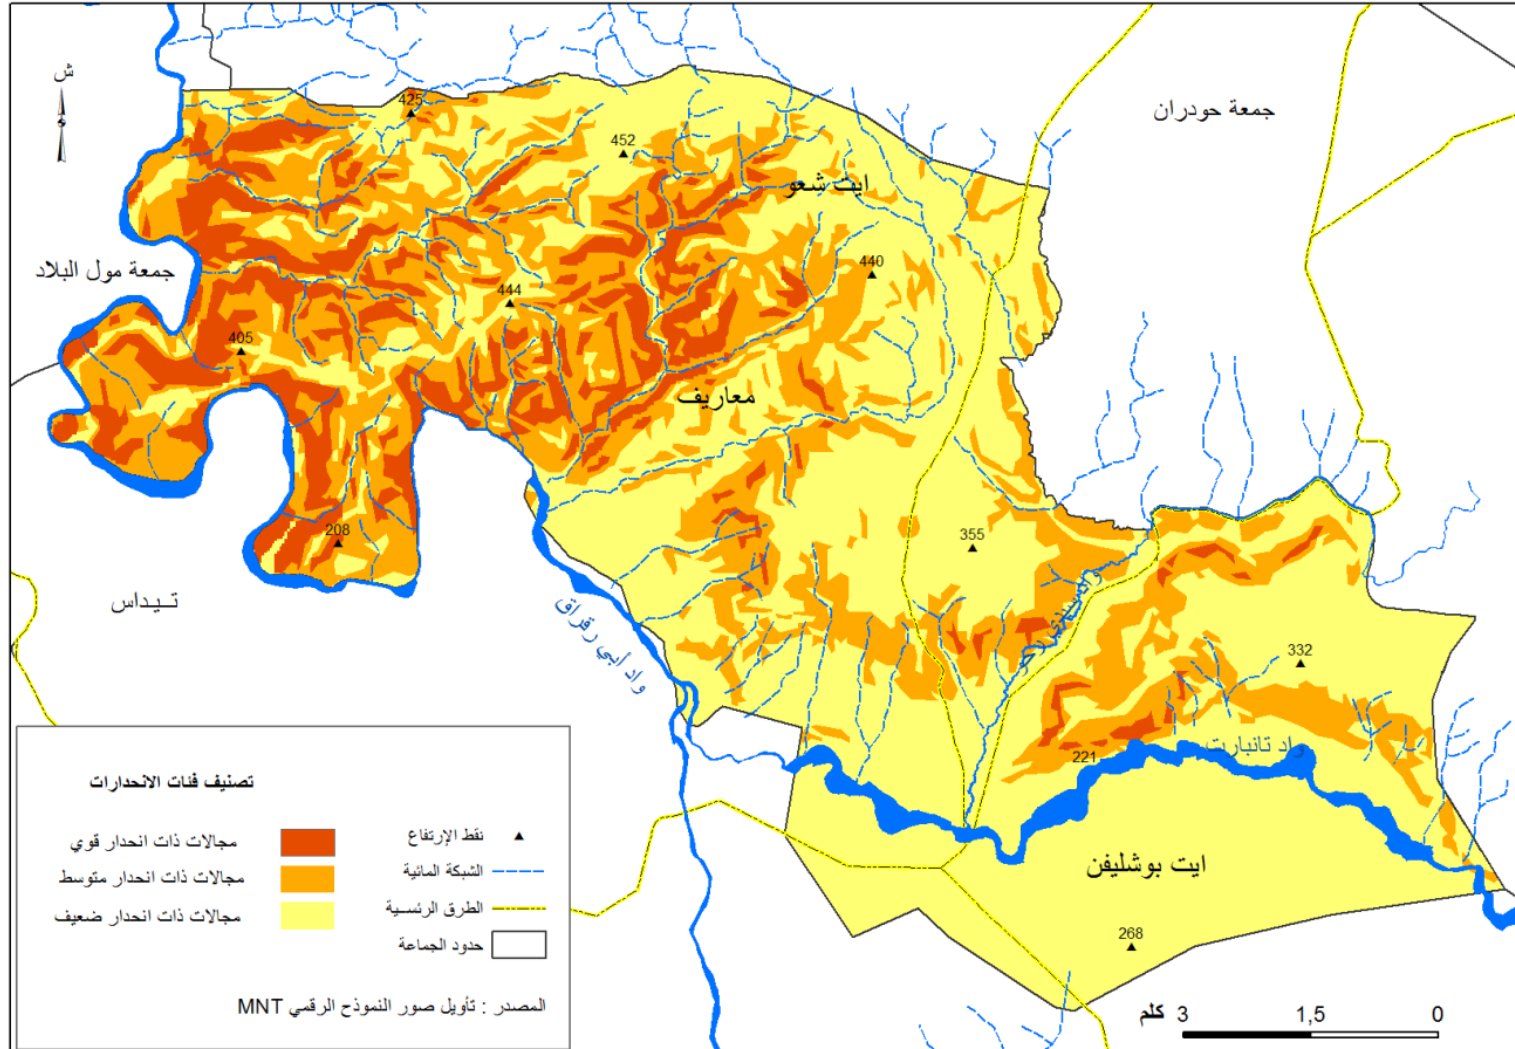 ش
جمعة حودران
425
452
ايت شعو
440
جمعة مول البلاد
444
405
معاريف
208
355
تـيـداس
واد أبي رقراق
332
واد تانبارت
221
ايت بوشليفن
268
تصنيف فئات الانحدارات
مجالات ذات انحدار قوي
مجالات ذات انحدار متوسط
مجالات ذات انحدار ضعيف
نقط الإرتفاع
الشبكة المائية
الطرق الرئسـية
حدود الجماعة
المصدر : تأويل صور النموذج الرقمي MNT
كلم 3 1,5 0